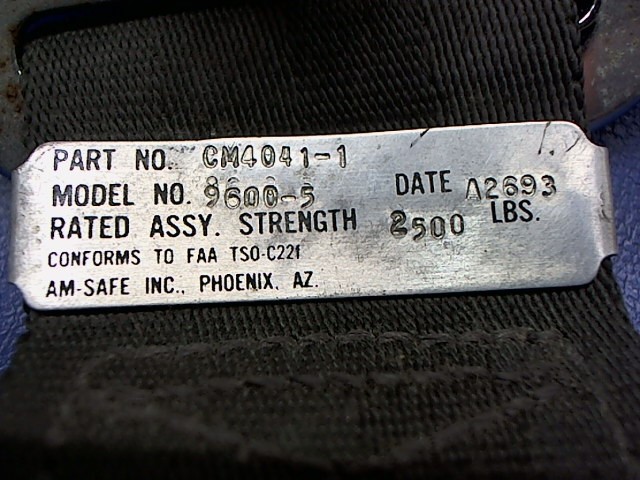 PART NO. CM4041-1
MODEL NO. 9600-5 DATE A2693
RATED ASSY. STRENGTH 2500 LBS.
CONFORMS TO FAA TSO-C22f
AM-SAFE INC., PHOENIX, AZ.